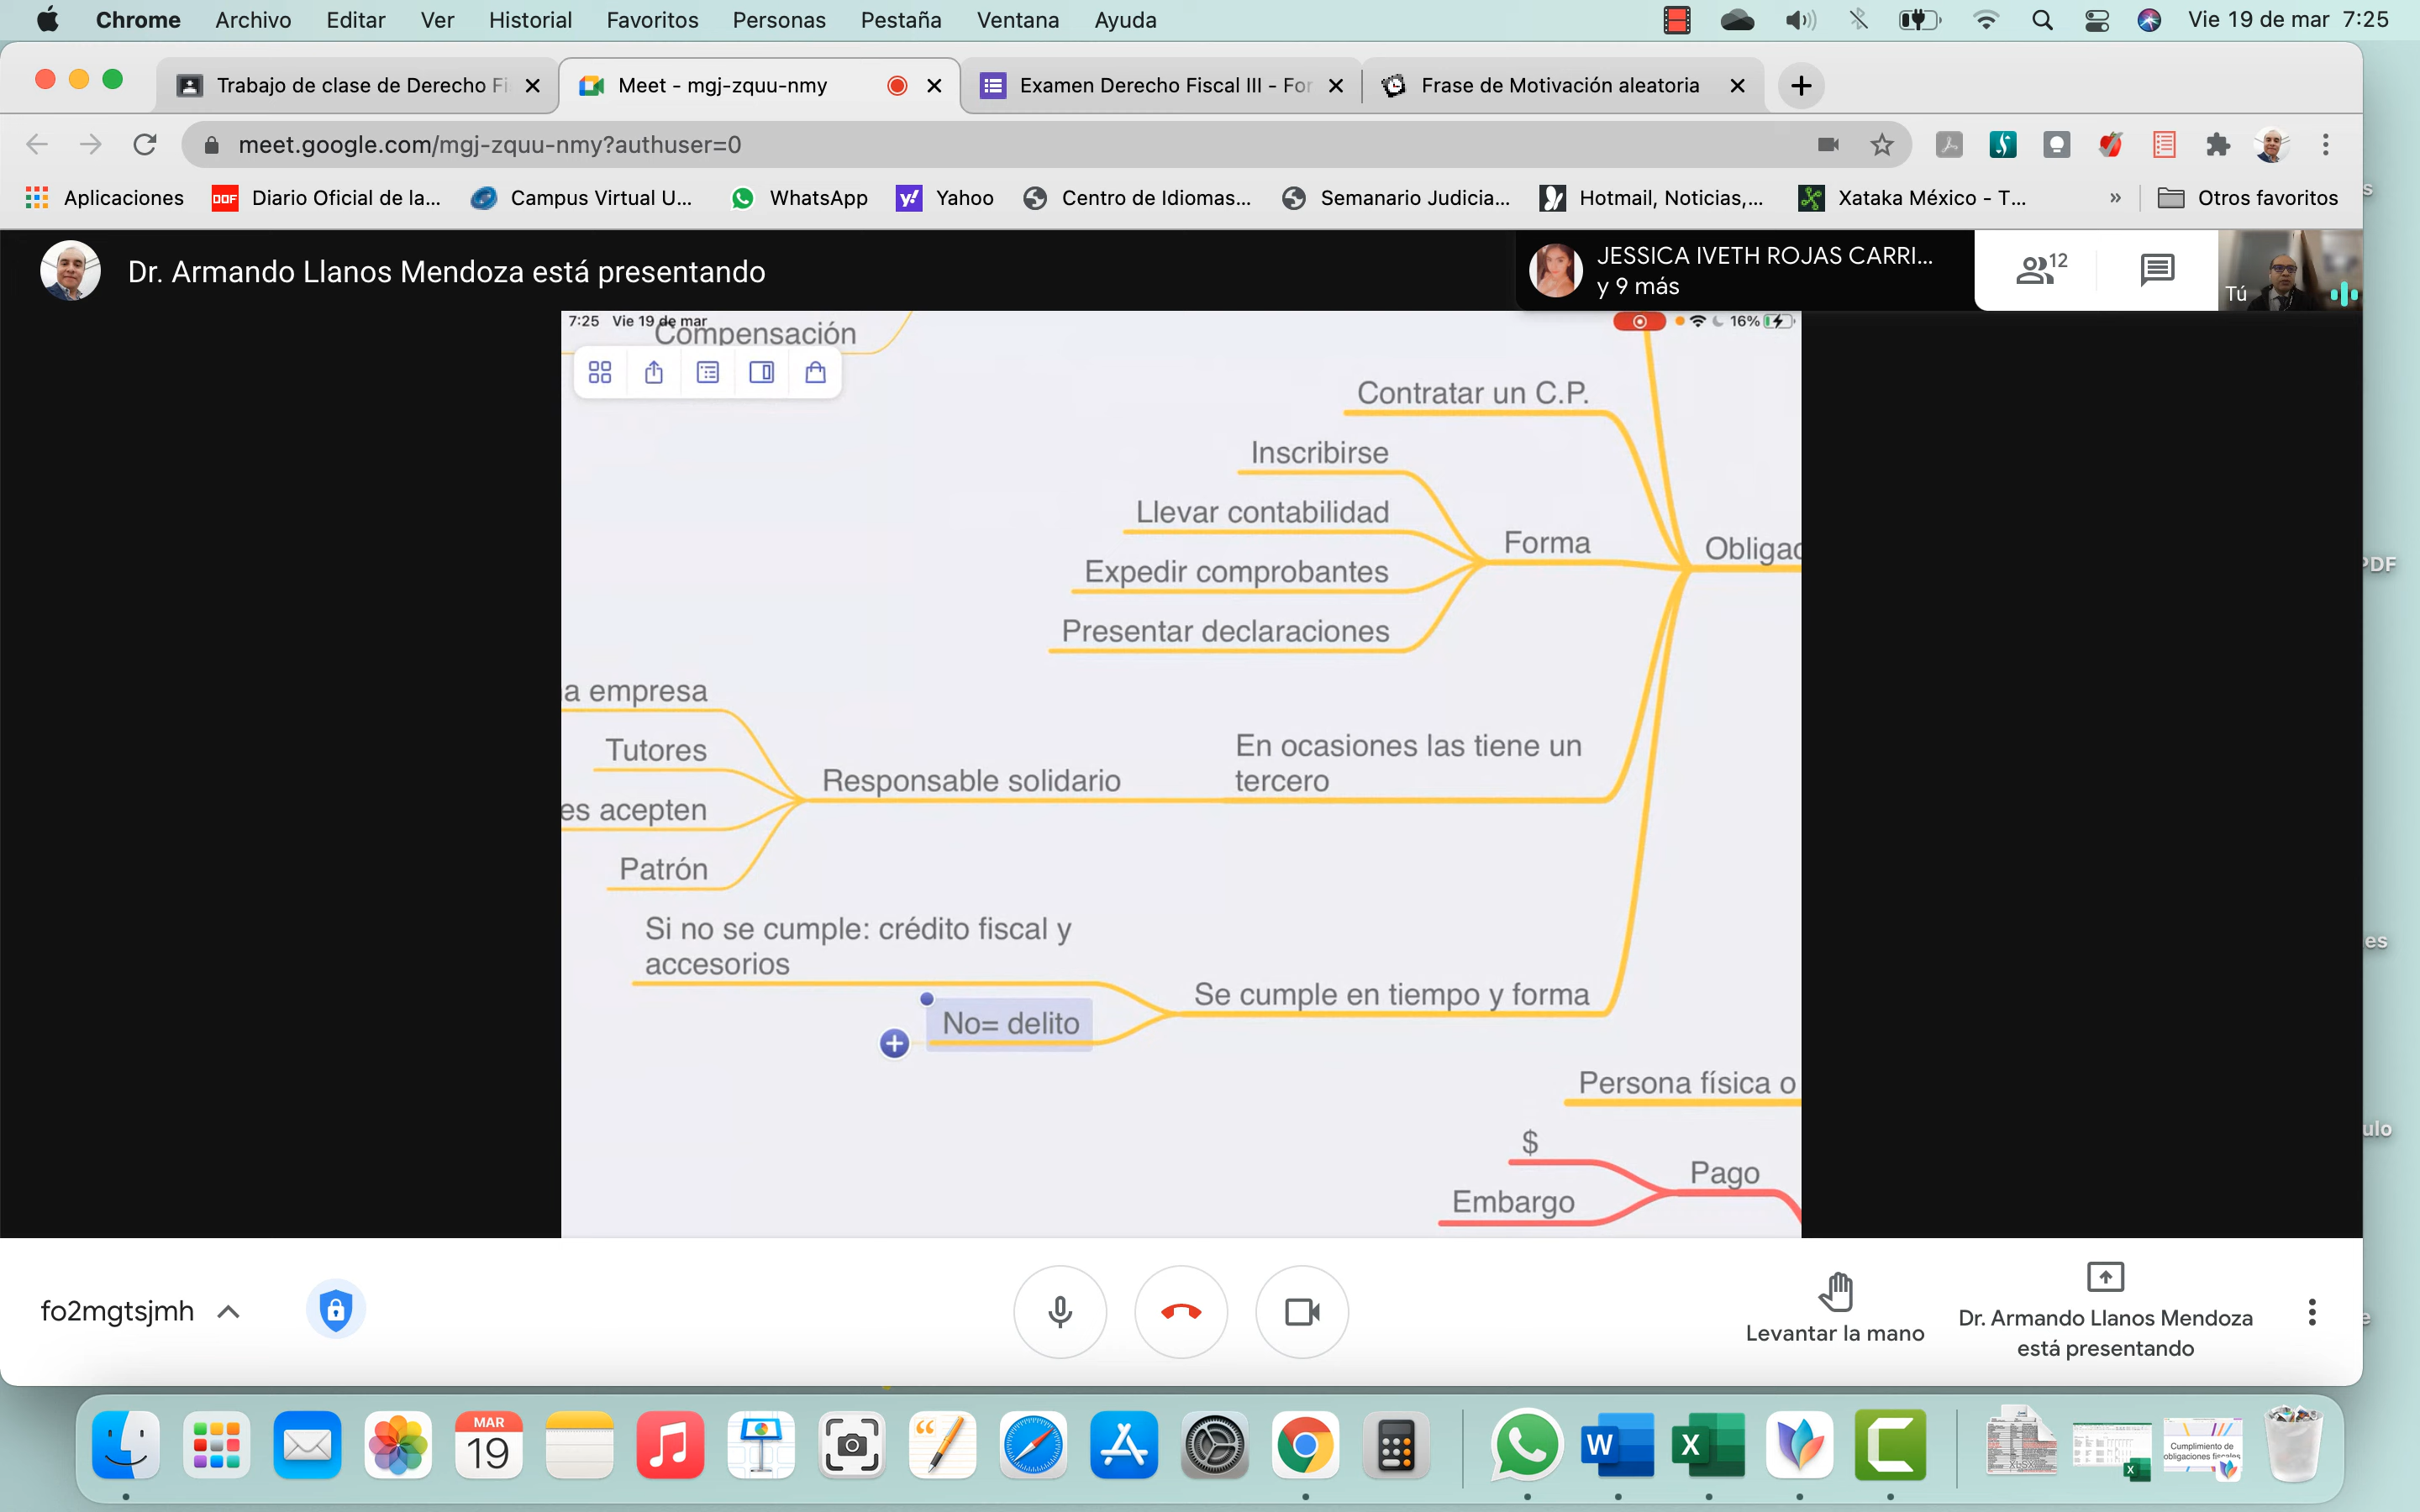 Chrome Archivo Editar Ver Historial Favoritos Personas Pestaña Ventana Ayuda Vie 19 de mar 7:25
Trabajo de clase de Derecho Fi
Meet - mgj-zquu-nmy
Examen Derecho Fiscal III - For
Frase de Motivación aleatoria
meet.google.com/mgj-zquu-nmy?authuser=0
Aplicaciones DOF Diario Oficial de la... Campus Virtual U... WhatsApp y! Yahoo Centro de Idiomas... Semanario Judicia... Hotmail, Noticias,... Xataka México - T... » Otros favoritos
Dr. Armando Llanos Mendoza está presentando
JESSICA IVETH ROJAS CARRI...
y 9 más
12
Tú
7:25 Vie 19 de mar
16%
Compensación
Contratar un C.P.
Inscribirse
Llevar contabilidad
Forma
Obligac
Expedir comprobantes
Presentar declaraciones
a empresa
Tutores
En ocasiones las tiene un
tercero
Responsable solidario
es acepten
Patrón
Si no se cumple: crédito fiscal y
accesorios
Se cumple en tiempo y forma
No= delito
Persona física o
$
Pago
Embargo
fo2mgtsjmh
Levantar la mano
Dr. Armando Llanos Mendoza
está presentando
PDF
es
ulo
MAR
19
W
X
Cumplimiento de
obligaciones fiscales